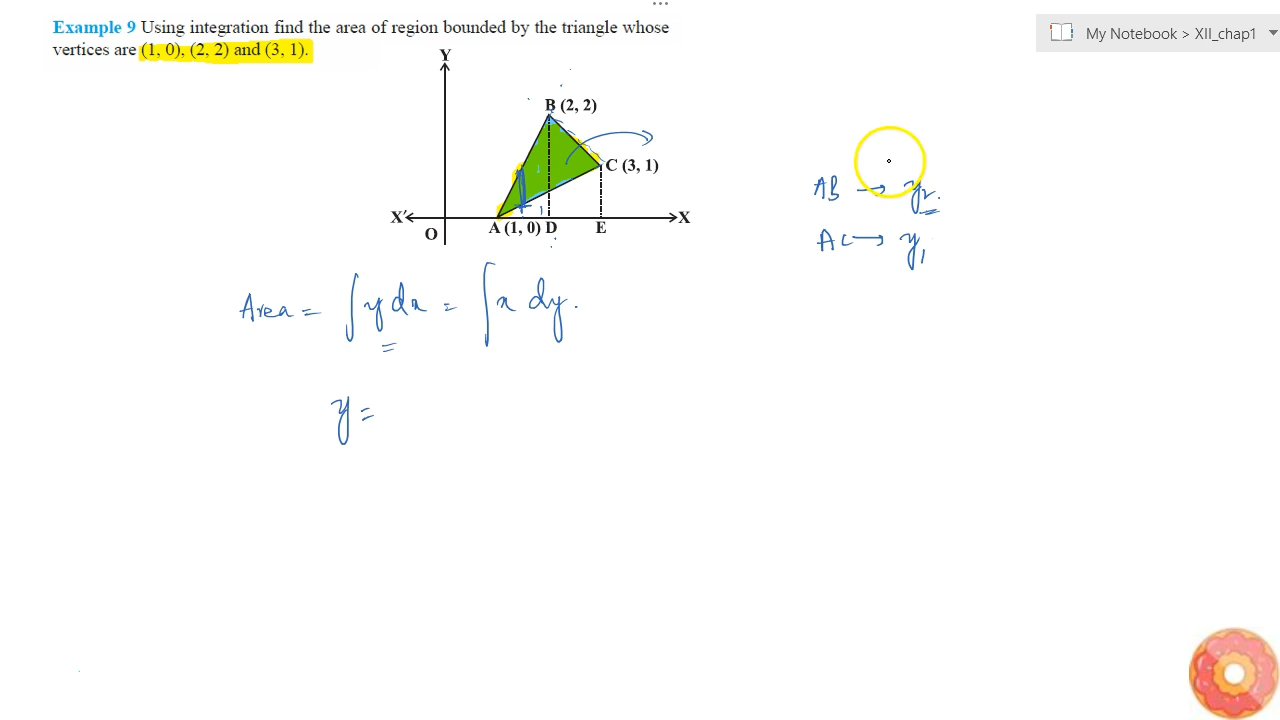 Example 9 Using integration find the area of region bounded by the triangle whose
vertices are (1, 0), (2, 2) and (3, 1).
My Notebook > XII_chap1
Y
B (2, 2)
C (3, 1)
X′
X
O
A (1, 0) D
E
AB → y₂.
AC → y₁
Area = ∫ y dx = ∫ x dy.
y =